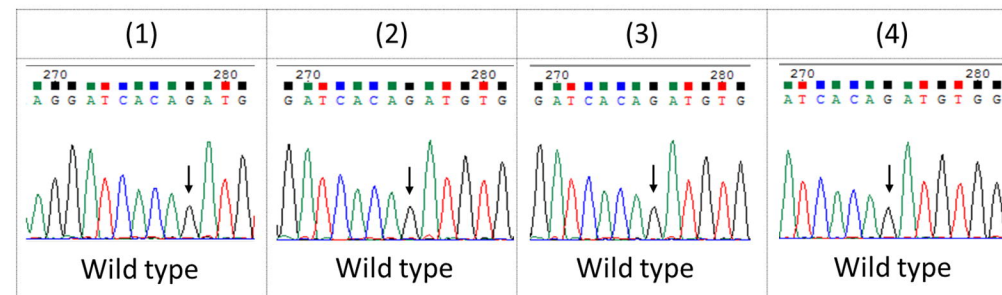 (1) (2) (3) (4)
270 280 270 280 270 280 270 280
AGGATCACAGATG GATCACAGATGTG GATCACAGATGTG ATCACAGATGTGG
Wild type Wild type Wild type Wild type